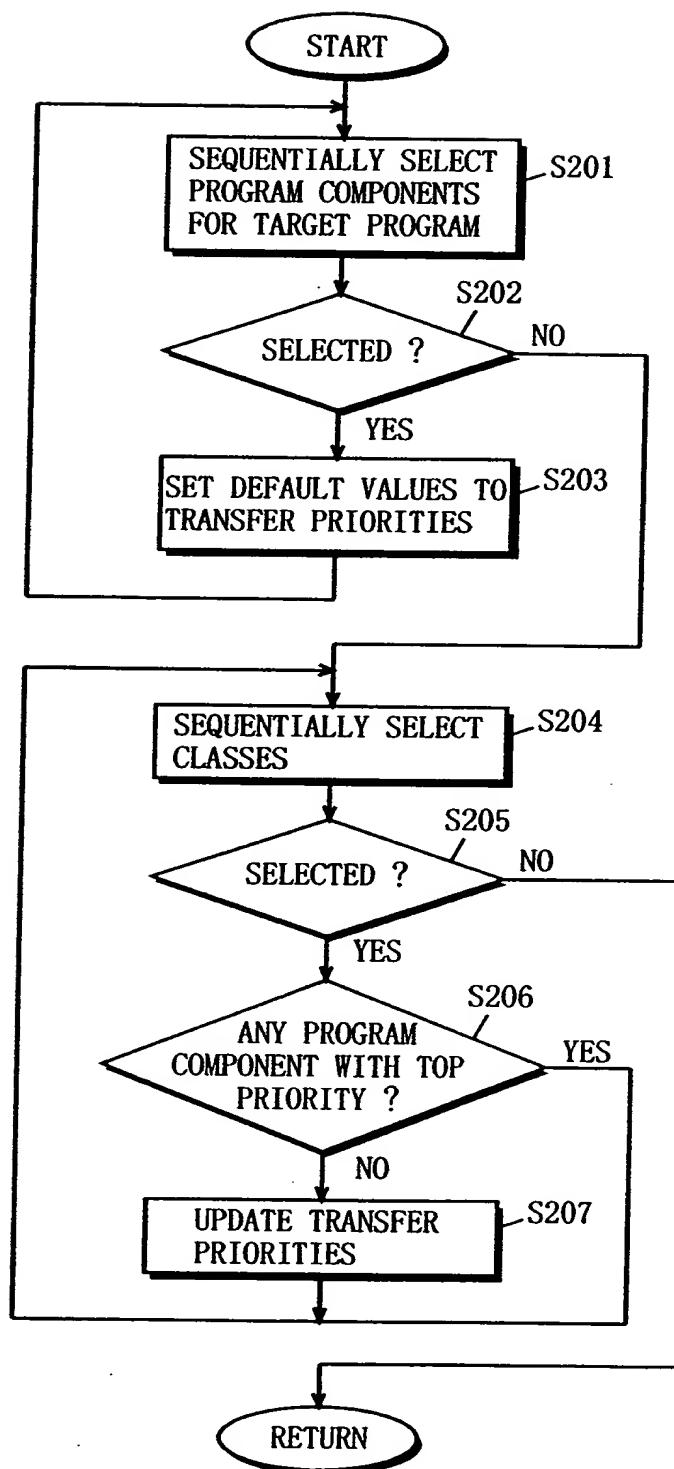 START
SEQUENTIALLY SELECT
PROGRAM COMPONENTS
FOR TARGET PROGRAM
S201
S202
SELECTED ?
NO
YES
SET DEFAULT VALUES TO
TRANSFER PRIORITIES
S203
SEQUENTIALLY SELECT
CLASSES
S204
S205
SELECTED ?
NO
YES
S206
ANY PROGRAM
COMPONENT WITH TOP
PRIORITY ?
YES
NO
UPDATE TRANSFER
PRIORITIES
S207
RETURN